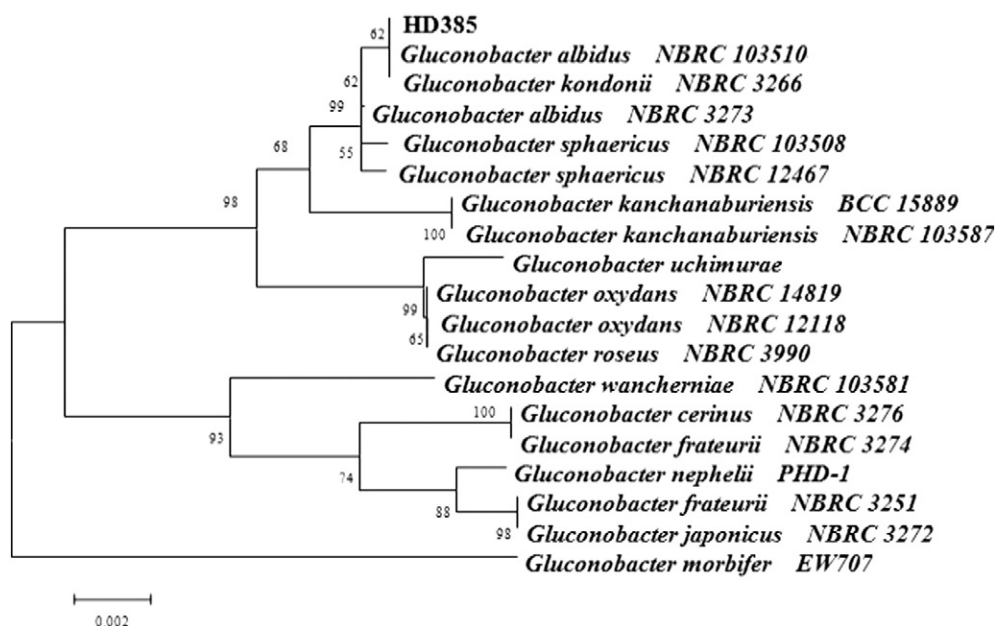 HD385
62
Gluconobacter albidus NBRC 103510
Gluconobacter kondonii NBRC 3266
62
99
Gluconobacter albidus NBRC 3273
Gluconobacter sphaericus NBRC 103508
68
55
Gluconobacter sphaericus NBRC 12467
98
Gluconobacter kanchanaburiensis BCC 15889
100
Gluconobacter kanchanaburiensis NBRC 103587
Gluconobacter uchimurae
Gluconobacter oxydans NBRC 14819
99
Gluconobacter oxydans NBRC 12118
65
Gluconobacter roseus NBRC 3990
Gluconobacter wancherniae NBRC 103581
100
Gluconobacter cerinus NBRC 3276
93
Gluconobacter frateurii NBRC 3274
74
Gluconobacter nephelii PHD-1
Gluconobacter frateurii NBRC 3251
88
98
Gluconobacter japonicus NBRC 3272
Gluconobacter morbifer EW707
0.002